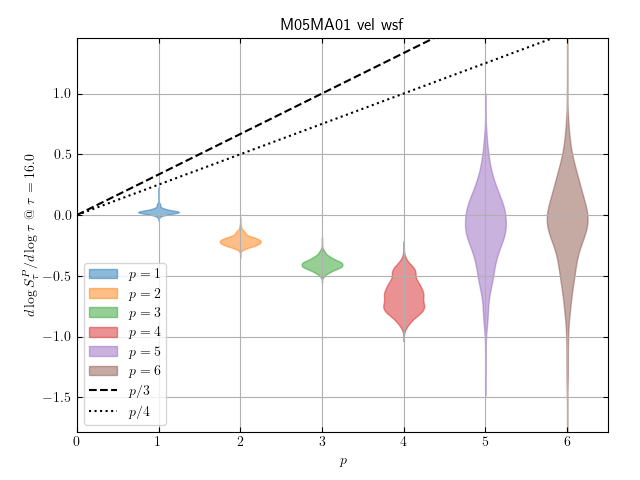 M05MA01 vel wsf
d log S_τ^P / d log τ @ τ = 16.0
1.0
0.5
0.0
−0.5
−1.0
−1.5
p = 1
p = 2
p = 3
p = 4
p = 5
p = 6
p/3
p/4
0 1 2 3 4 5 6
p